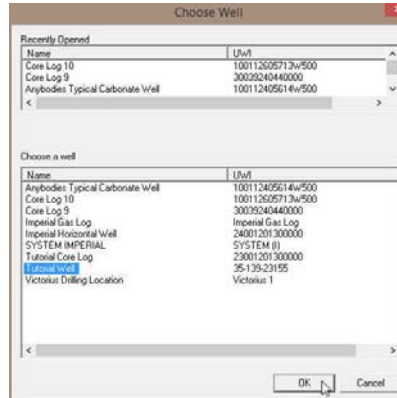 Choose Well
Recently Opened
Name UWI
Core Log 10 100112605713W500
Core Log 9 30039240440000
Anybodies Typical Carbonate Well 100112405614W500
Choose a well
Name UWI
Anybodies Typical Carbonate Well 100112405614W500
Core Log 10 100112605713W500
Core Log 9 30039240440000
Imperial Gas Log Imperial Gas Log
Imperial Horizontal Well 24001201300000
SYSTEM IMPERIAL SYSTEM (I)
Tutorial Core Log 23001201300000
Tutorial Well 35-139-23155
Victorius Drilling Location Victorius 1
OK Cancel